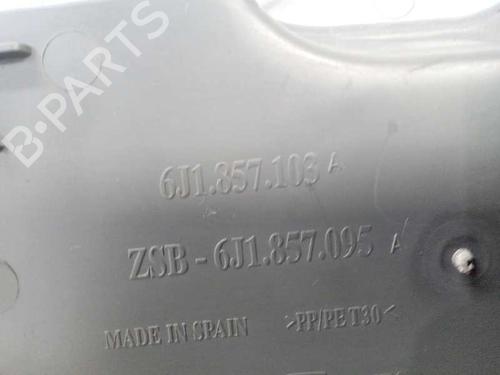 B-PARTS
6J1.857.103 A
ZSB - 6J1.857.095 A
MADE IN SPAIN >PP/PE T30<